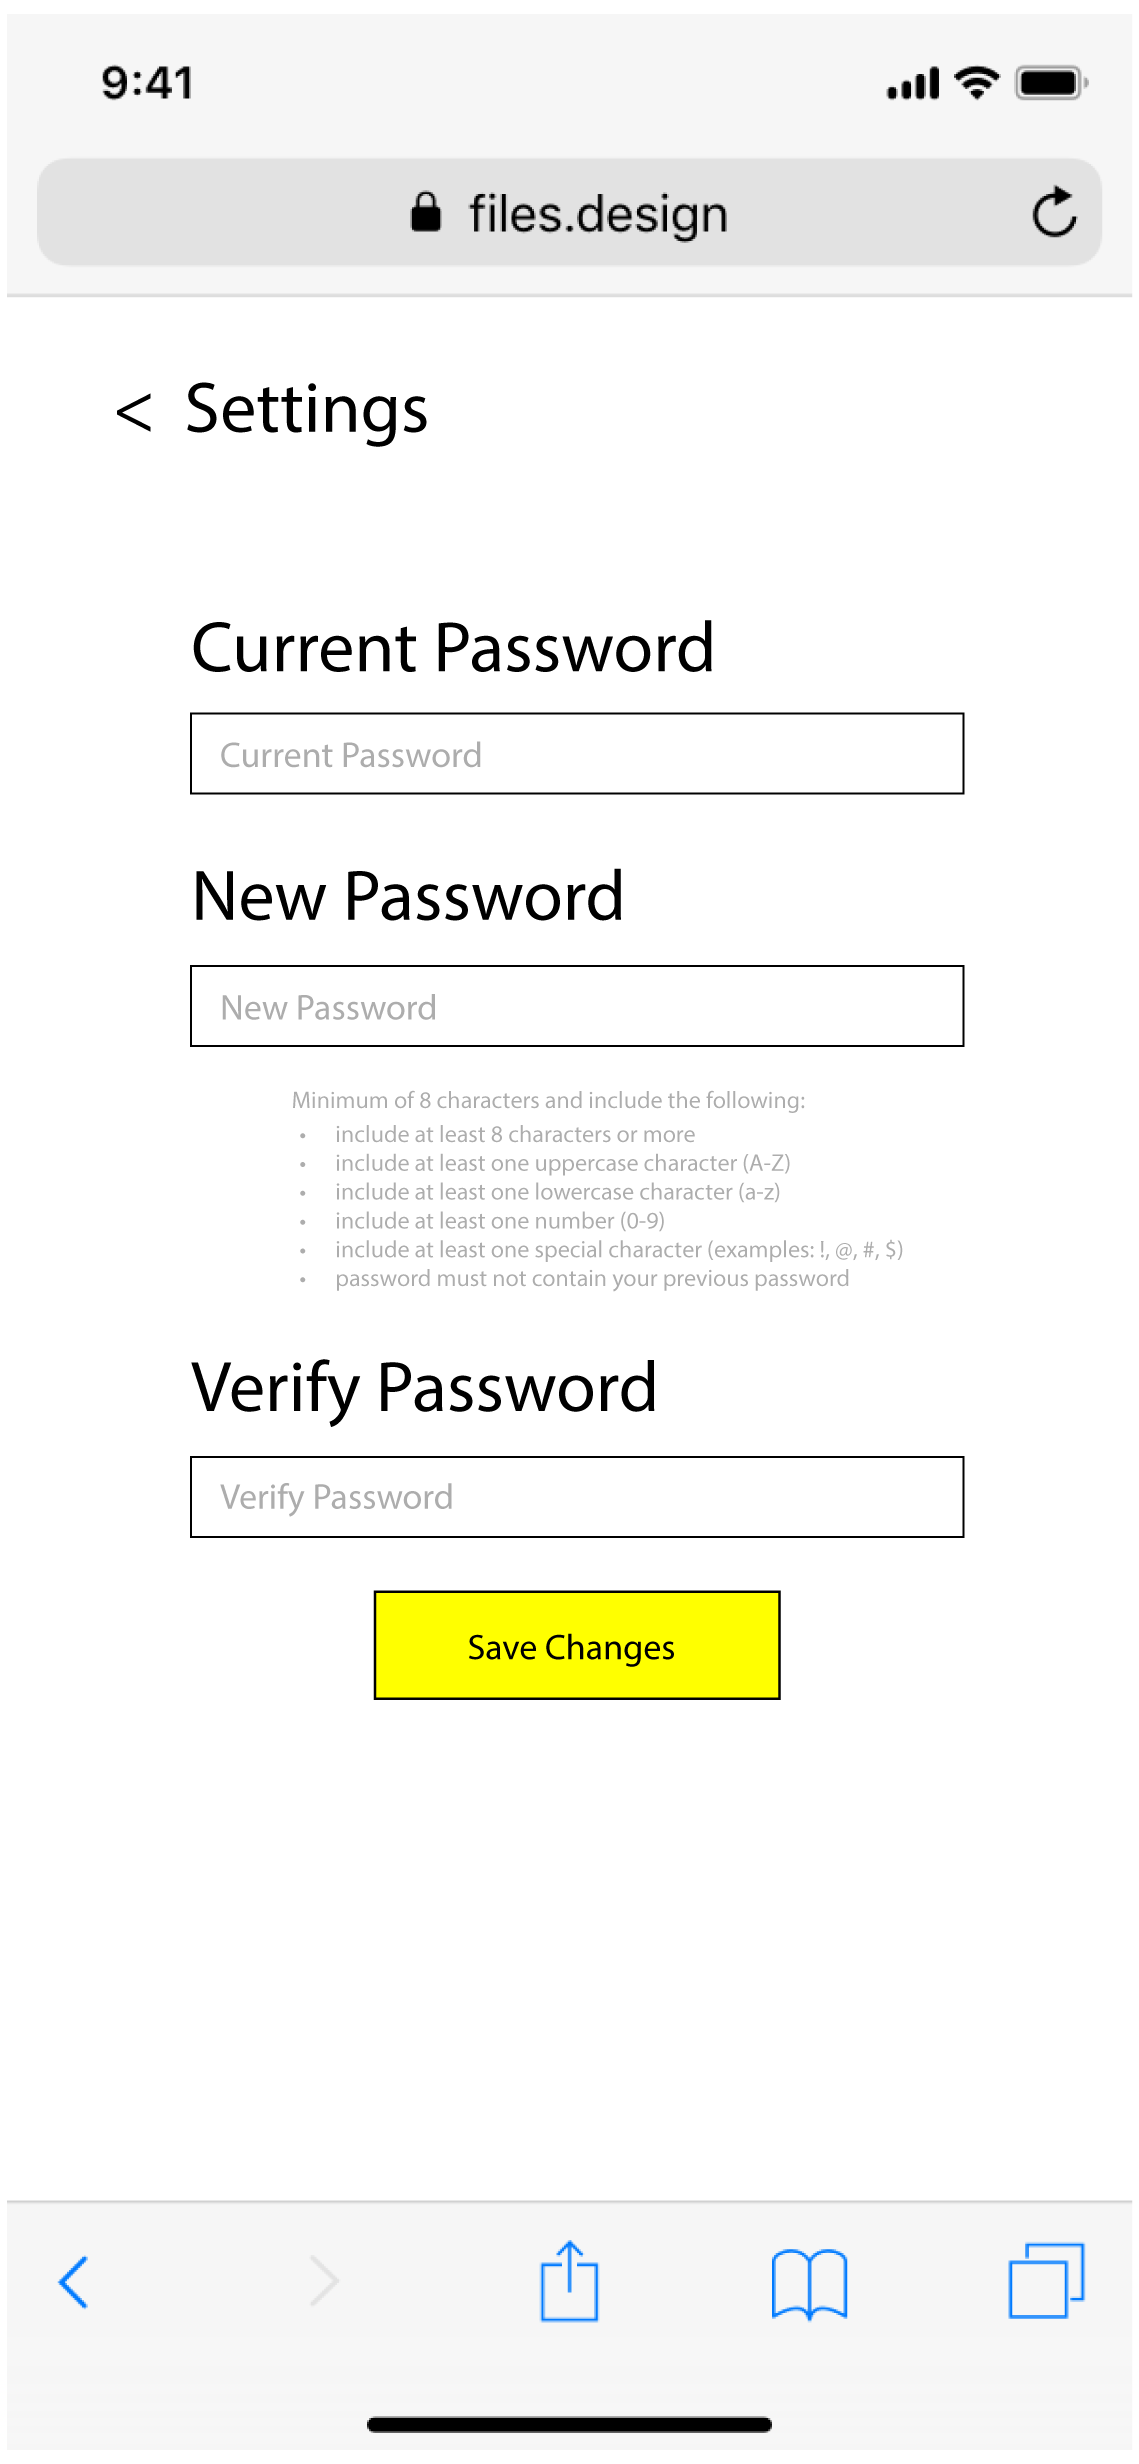 9:41
files.design
< Settings
Current Password
Current Password
New Password
New Password
Minimum of 8 characters and include the following:
• include at least 8 characters or more
• include at least one uppercase character (A-Z)
• include at least one lowercase character (a-z)
• include at least one number (0-9)
• include at least one special character (examples: !, @, #, $)
• password must not contain your previous password
Verify Password
Verify Password
Save Changes